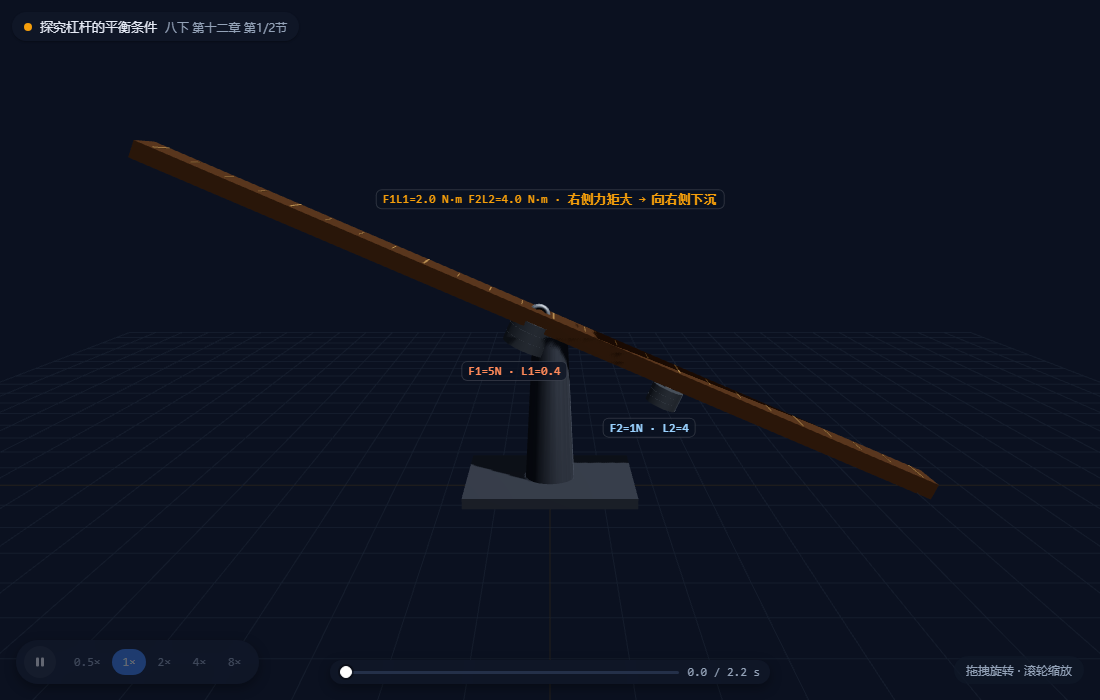 探究杠杆的平衡条件 八下 第十二章 第1/2节
F1L1=2.0 N·m F2L2=4.0 N·m · 右侧力矩大 → 向右侧下沉
F1=5N · L1=0.4
F2=1N · L2=4
0.5× 1× 2× 4× 8×
0.0 / 2.2 s
拖拽旋转 · 滚轮缩放